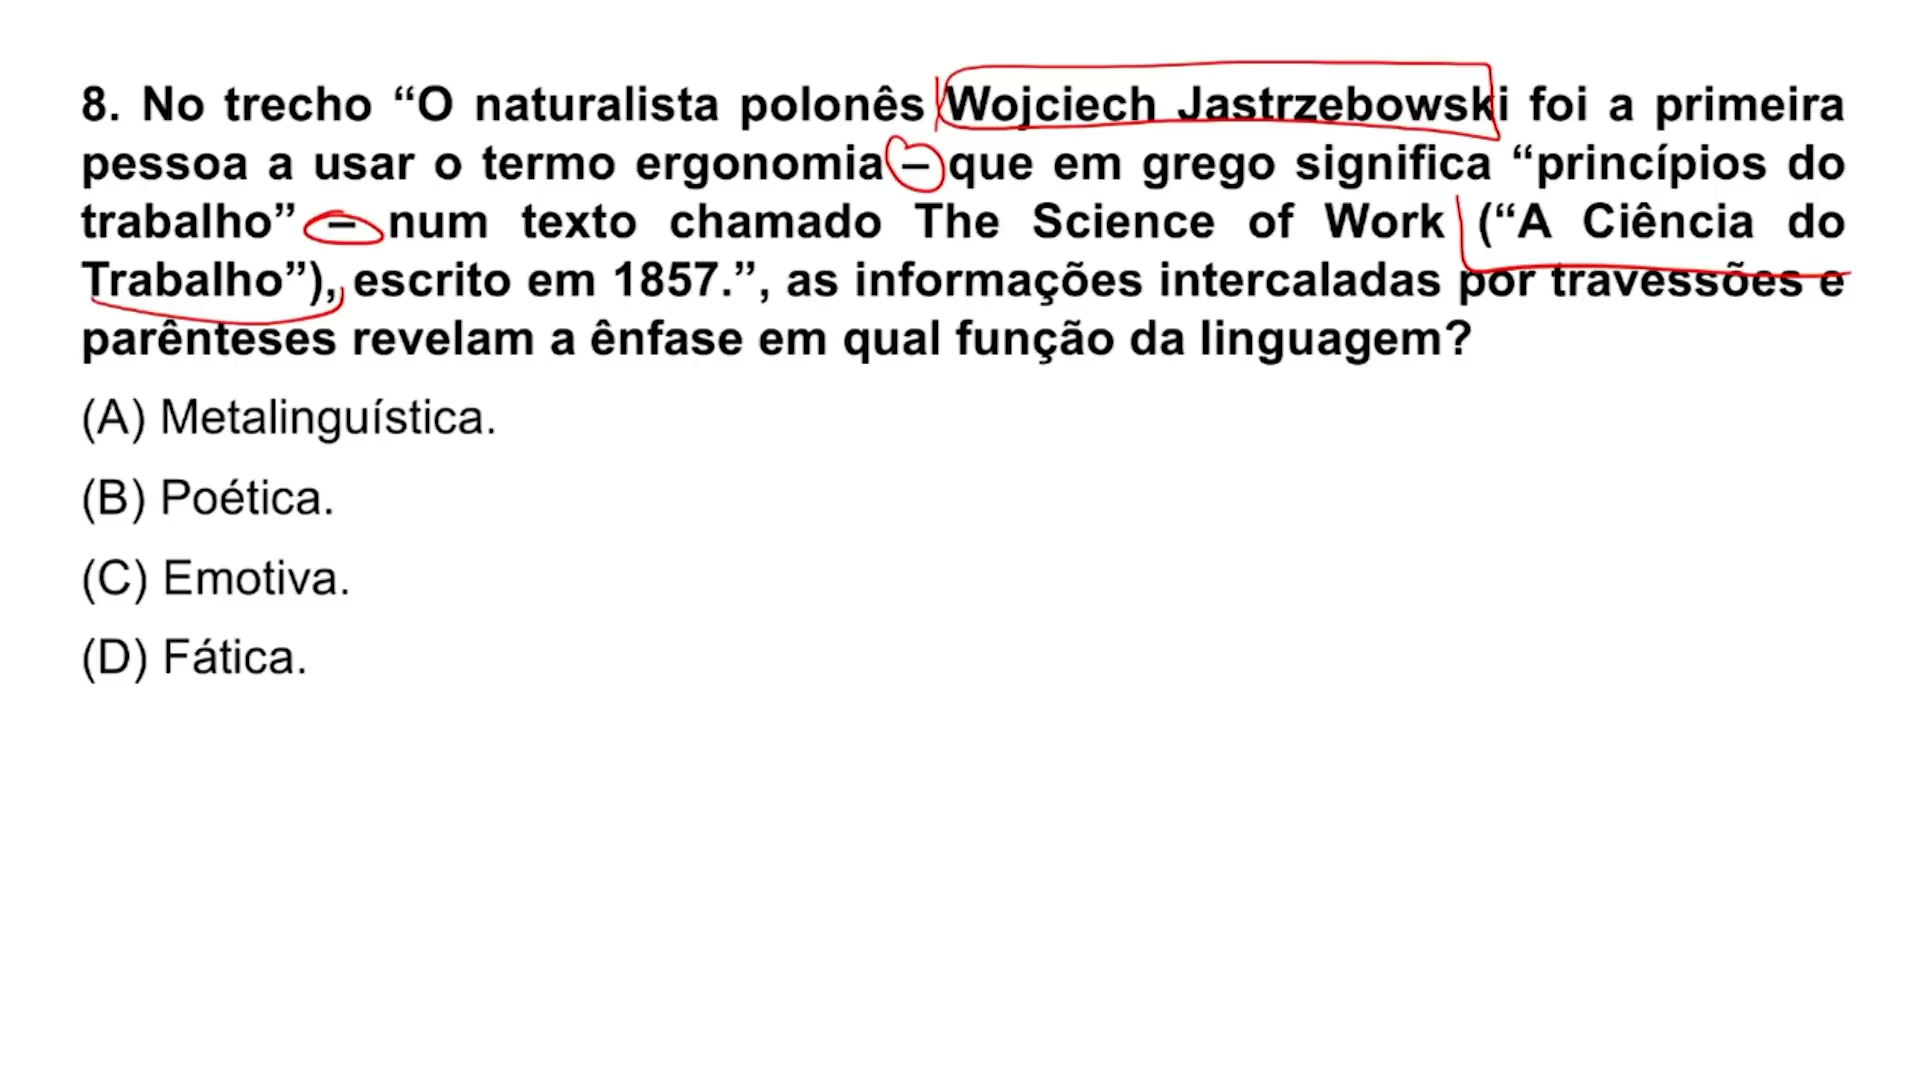 8. No trecho “O naturalista polonês Wojciech Jastrzebowski foi a primeira
pessoa a usar o termo ergonomia – que em grego significa “princípios do
trabalho” – num texto chamado The Science of Work (“A Ciência do
Trabalho”), escrito em 1857.”, as informações intercaladas por travessões e
parênteses revelam a ênfase em qual função da linguagem?
(A) Metalinguística.
(B) Poética.
(C) Emotiva.
(D) Fática.